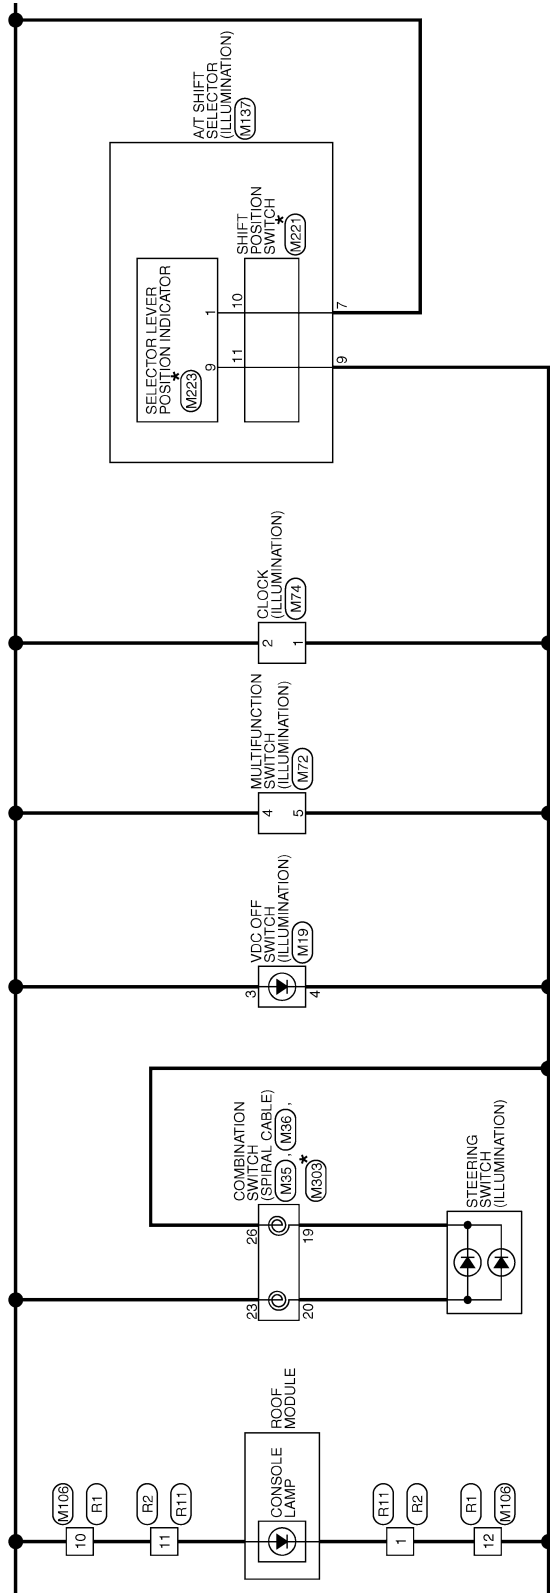 A/T SHIFT
SELECTOR
(ILLUMINATION)
M137
SELECTOR LEVER
POSITION INDICATOR
*
M223
1
9
SHIFT
POSITION
SWITCH
*
M221
10
11
7
9
CLOCK
(ILLUMINATION)
M74
2
1
MULTIFUNCTION
SWITCH
(ILLUMINATION)
M72
4
5
VDC OFF
SWITCH
(ILLUMINATION)
M19
3
4
COMBINATION
SWITCH
(SPIRAL CABLE)
M35 , M36 ,
*
M303
26
19
23
20
STEERING
SWITCH
(ILLUMINATION)
ROOF
MODULE
CONSOLE
LAMP
M106
R1
10
R2
R11
11
R11
R2
1
R1
M106
12